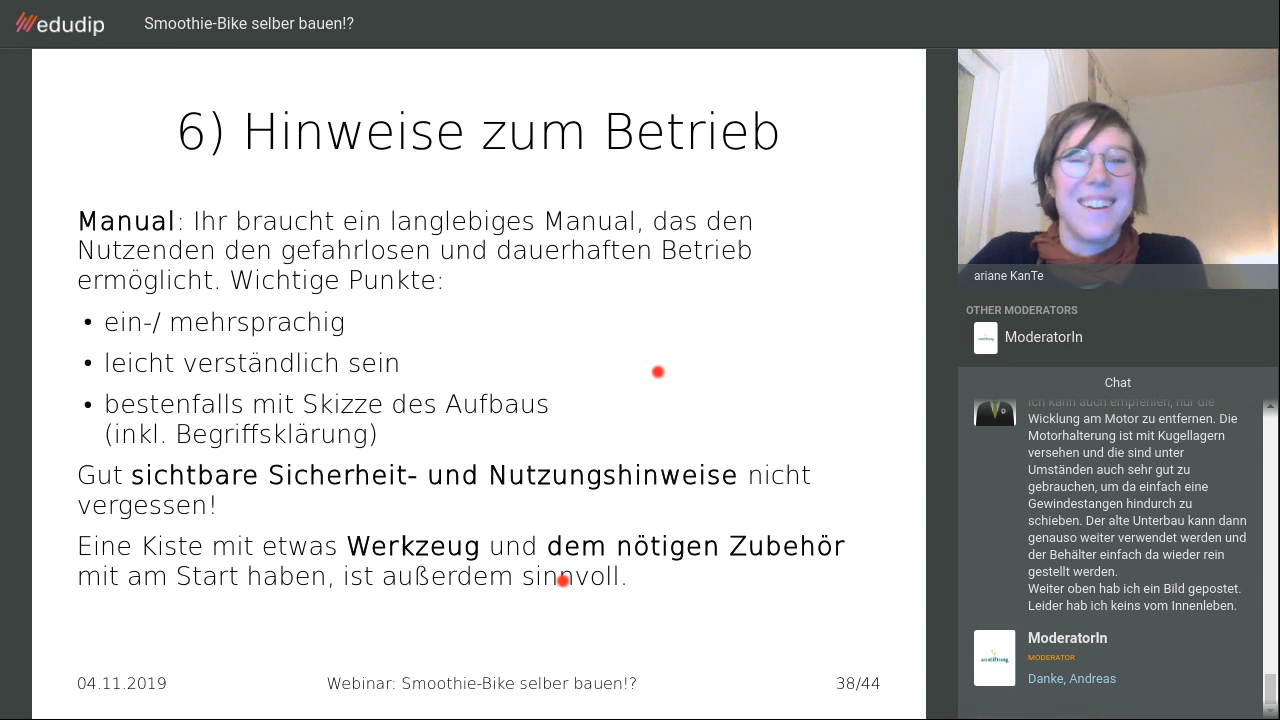 edudip
Smoothie-Bike selber bauen!?
6) Hinweise zum Betrieb
Manual: Ihr braucht ein langlebiges Manual, das den
Nutzenden den gefahrlosen und dauerhaften Betrieb
ermöglicht. Wichtige Punkte:
• ein-/ mehrsprachig
• leicht verständlich sein
• bestenfalls mit Skizze des Aufbaus
(inkl. Begriffsklärung)
Gut sichtbare Sicherheit- und Nutzungshinweise nicht
vergessen!
Eine Kiste mit etwas Werkzeug und dem nötigen Zubehör
mit am Start haben, ist außerdem sinnvoll.
04.11.2019
Webinar: Smoothie-Bike selber bauen!?
38/44
ariane KanTe
OTHER MODERATORS
ModeratorIn
Chat
Ich kann auch empfehlen, nur die
Wicklung am Motor zu entfernen. Die
Motorhalterung ist mit Kugellagern
versehen und die sind unter
Umständen auch sehr gut zu
gebrauchen, um da einfach eine
Gewindestangen hindurch zu
schieben. Der alte Unterbau kann dann
genauso weiter verwendet werden und
der Behälter einfach da wieder rein
gestellt werden.
Weiter oben hab ich ein Bild gepostet.
Leider hab ich keins vom Innenleben.
ModeratorIn
MODERATOR
Danke, Andreas